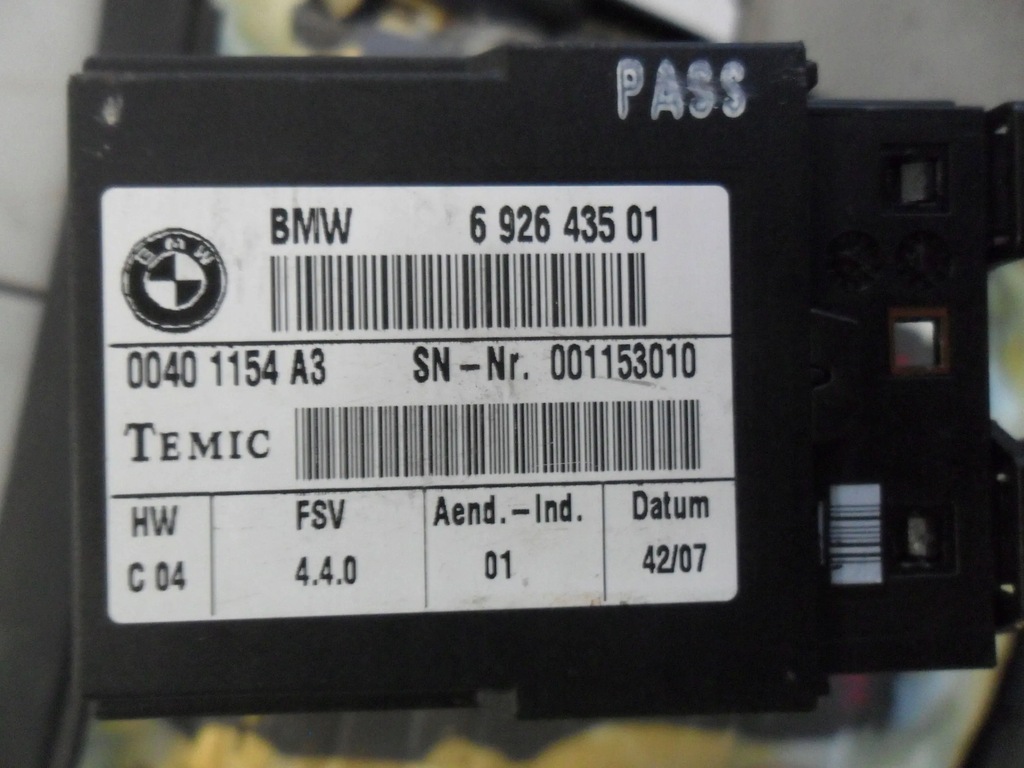 PASS
BMW 6 926 435 01
BMW
0040 1154 A3 SN-Nr. 001153010
TEMIC
HW FSV Aend.-Ind. Datum
C 04 4.4.0 01 42/07